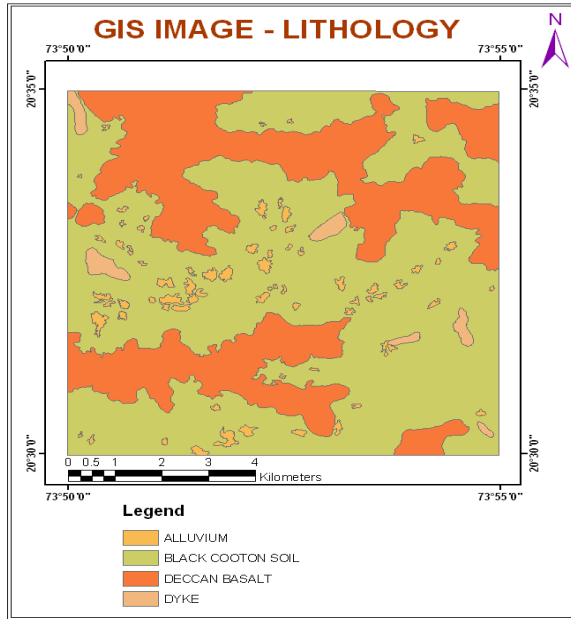 GIS IMAGE - LITHOLOGY
N
73°50'0"
73°55'0"
20°35'0"
20°35'0"
20°30'0"
20°30'0"
0 0.5 1 2 3 4
Kilometers
73°50'0"
73°55'0"
Legend
ALLUVIUM
BLACK COOTON SOIL
DECCAN BASALT
DYKE